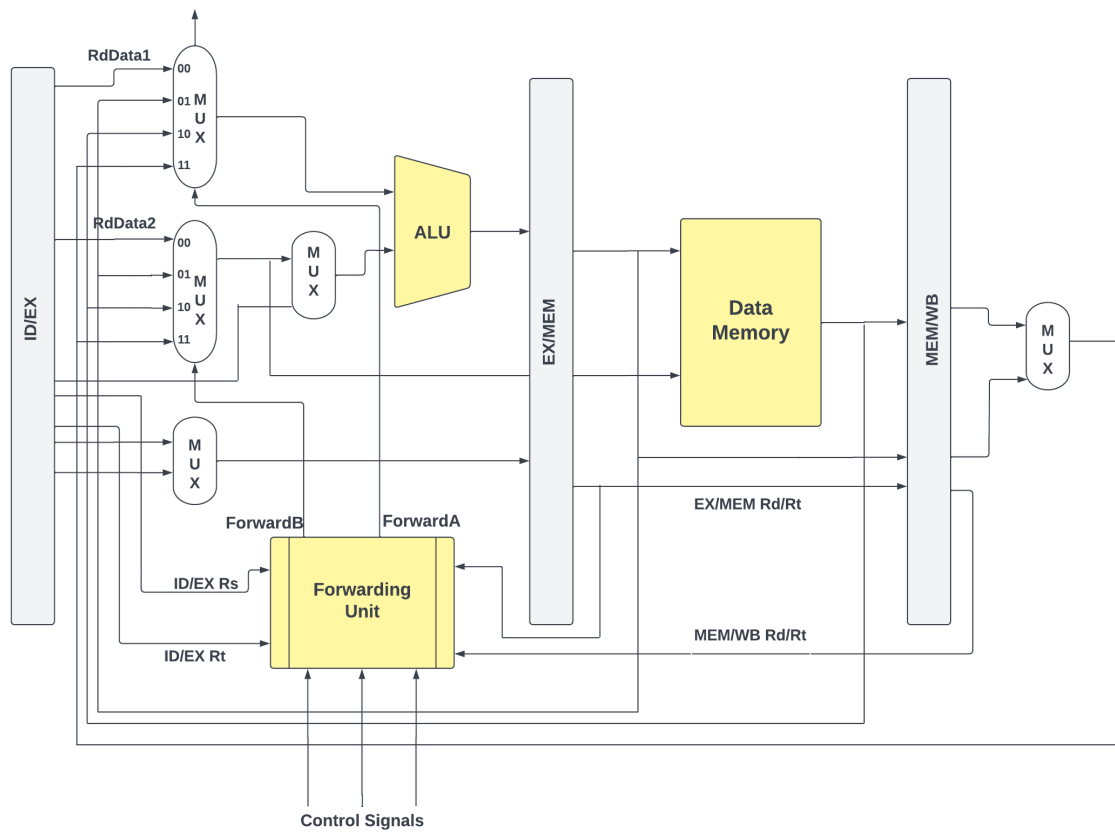 RdData1
00
01
10
11
M
U
X
RdData2
00
01
10
11
M
U
X
M
U
X
ALU
ID/EX
EX/MEM
Data
Memory
MEM/WB
M
U
X
M
U
X
ForwardB
ForwardA
EX/MEM Rd/Rt
ID/EX Rs
Forwarding
Unit
ID/EX Rt
MEM/WB Rd/Rt
Control Signals